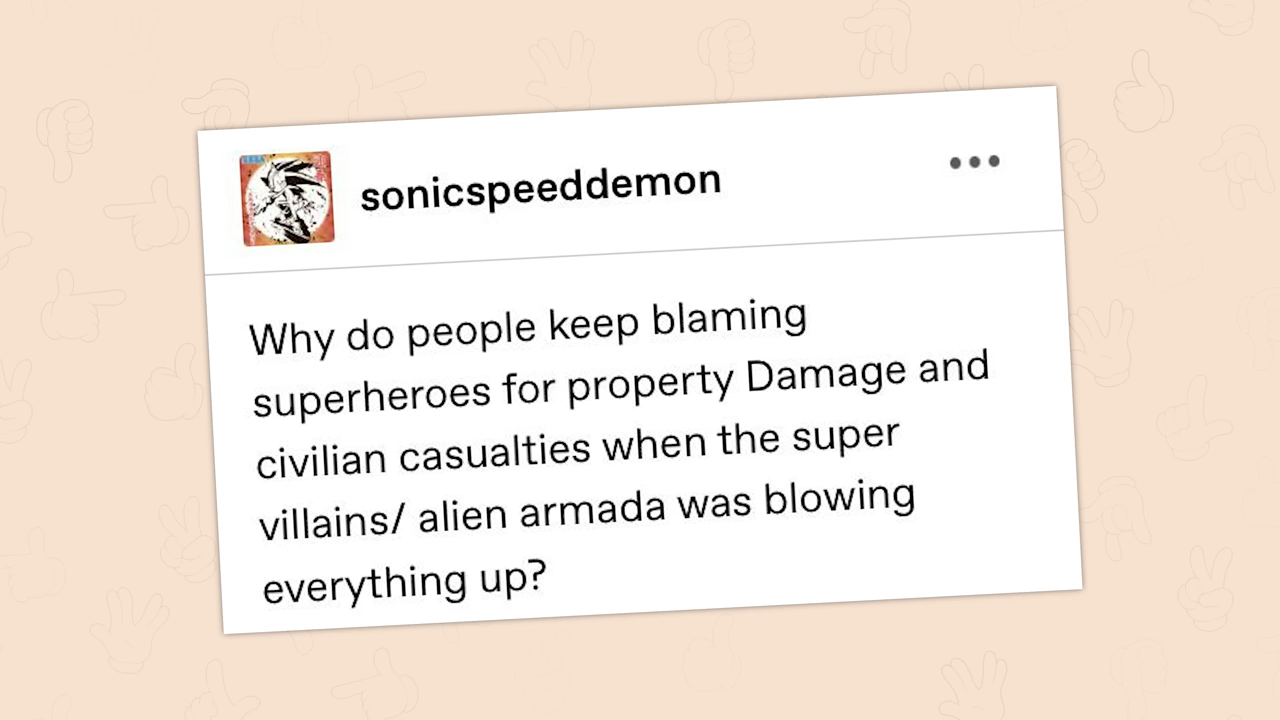 sonicspeeddemon
Why do people keep blaming
superheroes for property Damage and
civilian casualties when the super
villains/ alien armada was blowing
everything up?